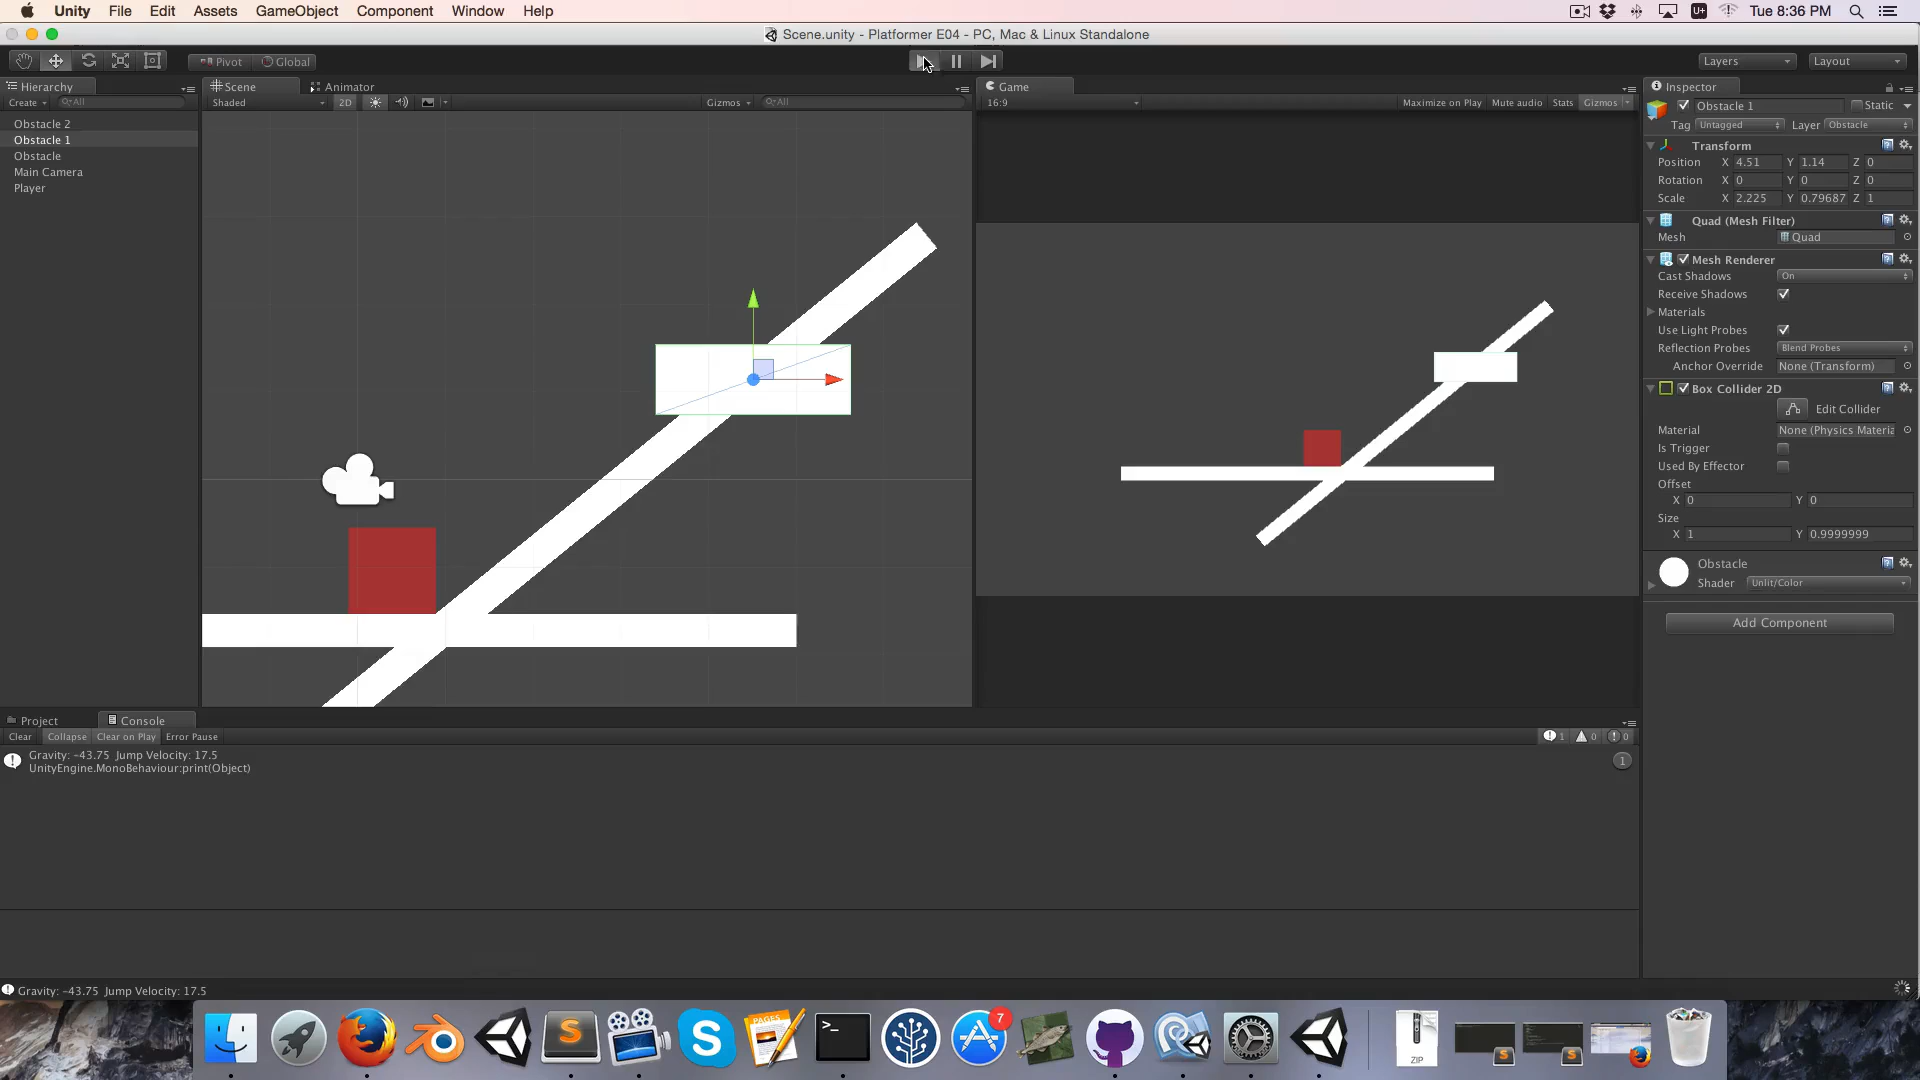 Unity File Edit Assets GameObject Component Window Help Tue 8:36 PM
Scene.unity - Platformer E04 - PC, Mac & Linux Standalone
Pivot Global Layers Layout
Hierarchy Scene Animator Game Inspector
Create All Shaded 2D Gizmos All 16:9 Maximize on Play Mute audio Stats Gizmos
Obstacle 2
Obstacle 1
Obstacle
Main Camera
Player
Obstacle 1 Static
Tag Untagged Layer Obstacle
Transform
Position X 4.51 Y 1.14 Z 0
Rotation X 0 Y 0 Z 0
Scale X 2.225 Y 0.79687 Z 1
Quad (Mesh Filter)
Mesh Quad
Mesh Renderer
Cast Shadows On
Receive Shadows
Materials
Use Light Probes
Reflection Probes Blend Probes
Anchor Override None (Transform)
Box Collider 2D
Edit Collider
Material None (Physics Materia
Is Trigger
Used By Effector
Offset
X 0 Y 0
Size
X 1 Y 0.9999999
Obstacle
Shader Unlit/Color
Add Component
Project Console
Clear Collapse Clear on Play Error Pause 1 0 0
Gravity: -43.75 Jump Velocity: 17.5
UnityEngine.MonoBehaviour:print(Object)
1
Gravity: -43.75 Jump Velocity: 17.5
7
PAGES
ZIP